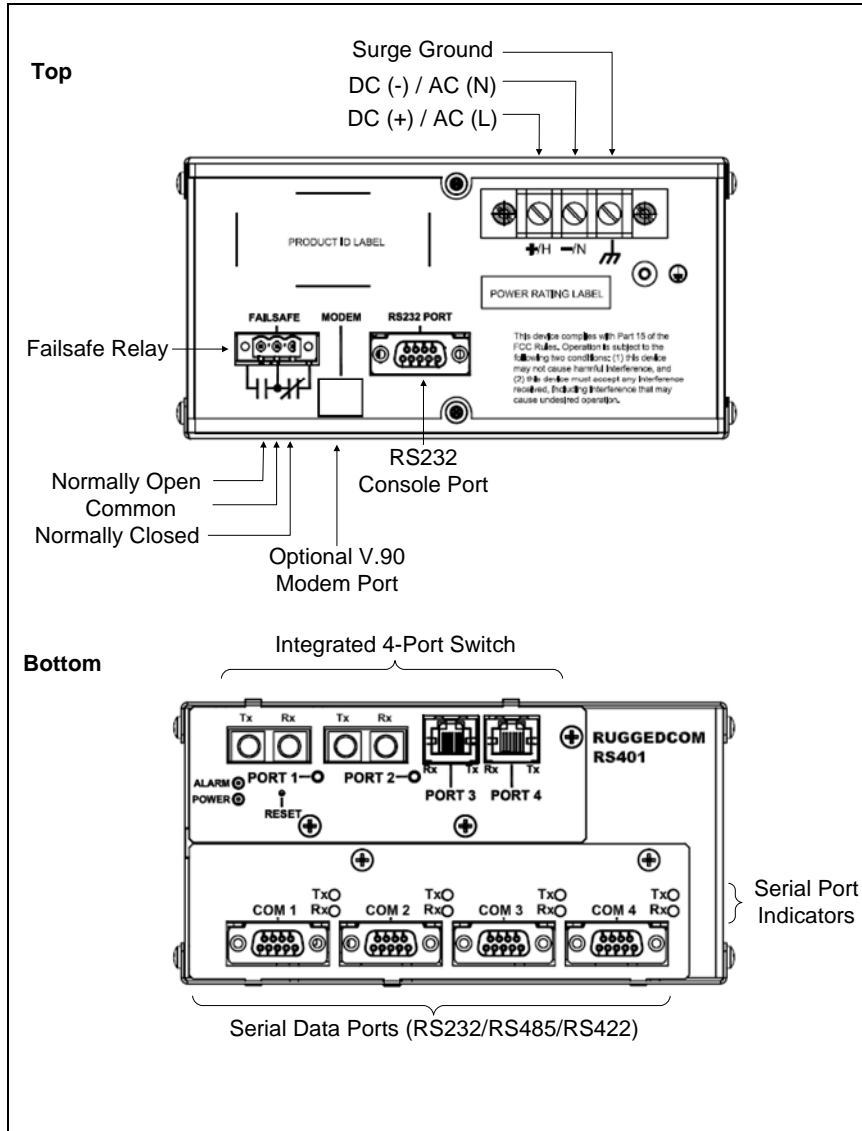 Surge Ground
Top
DC (-) / AC (N)
DC (+) / AC (L)
PRODUCT ID LABEL
+/H −/N
POWER RATING LABEL
FAILSAFE MODEM RS232 PORT
This device complies with Part 15 of the
FCC Rules. Operation is subject to the
following two conditions; (1) this device
may not cause harmful interference, and
(2) this device must accept any interference
received, including interference that may
cause undesired operation.
Failsafe Relay
RS232
Console Port
Normally Open
Common
Normally Closed
Optional V.90
Modem Port
Integrated 4-Port Switch
Bottom
Tx Rx Tx Rx
RUGGEDCOM
RS401
Rx Tx Rx Tx
PORT 1 PORT 2 PORT 3 PORT 4
ALARM
POWER
RESET
Tx Tx Tx Tx
COM 1 Rx COM 2 Rx COM 3 Rx COM 4 Rx
Serial Port
Indicators
Serial Data Ports (RS232/RS485/RS422)